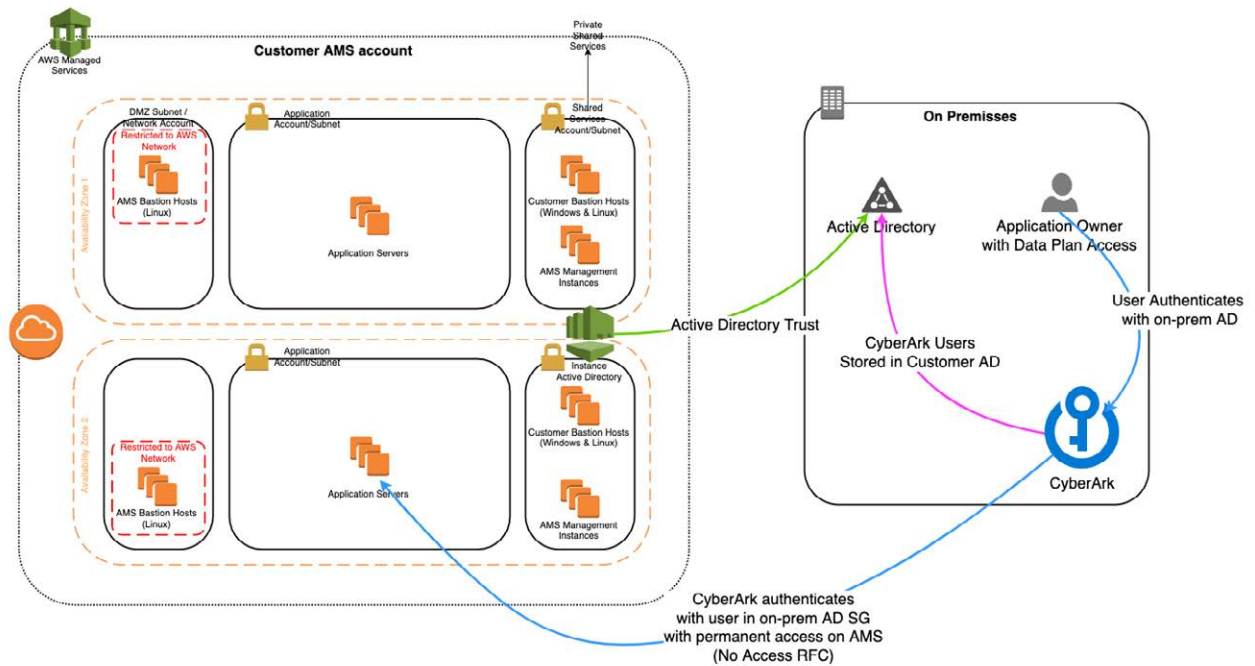 Private
Shared
Services
AWS Managed
Services
Customer AMS account
DMZ Subnet /
Network Account
Restricted to AWS
Network
AMS Bastion Hosts
(Linux)
Application
Account/Subnet
Application Servers
Shared
Services
Account/Subnet
Customer Bastion Hosts
(Windows & Linux)
AMS Management
Instances
Availability Zone 1
On Premisses
Active Directory
Application Owner
with Data Plan Access
User Authenticates
with on-prem AD
Active Directory Trust
CyberArk Users
Stored in Customer AD
CyberArk
Application
Account/Subnet
Instance
Active Directory
Customer Bastion Hosts
(Windows & Linux)
Availability Zone 2
Restricted to AWS
Network
AMS Bastion Hosts
(Linux)
Application Servers
AMS Management
Instances
CyberArk authenticates
with user in on-prem AD SG
with permanent access on AMS
(No Access RFC)